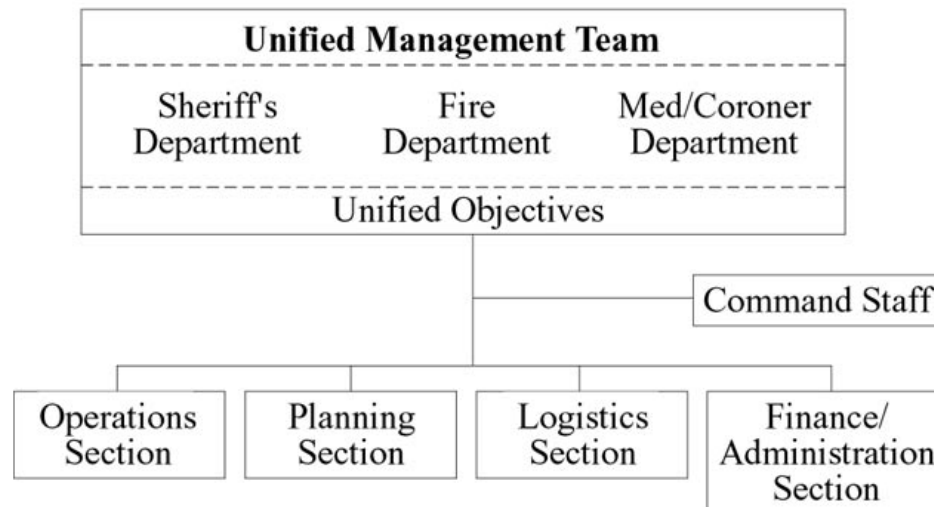 Unified Management Team
Sheriff's
Department
Fire
Department
Med/Coroner
Department
Unified Objectives
Command Staff
Operations
Section
Planning
Section
Logistics
Section
Finance/
Administration
Section